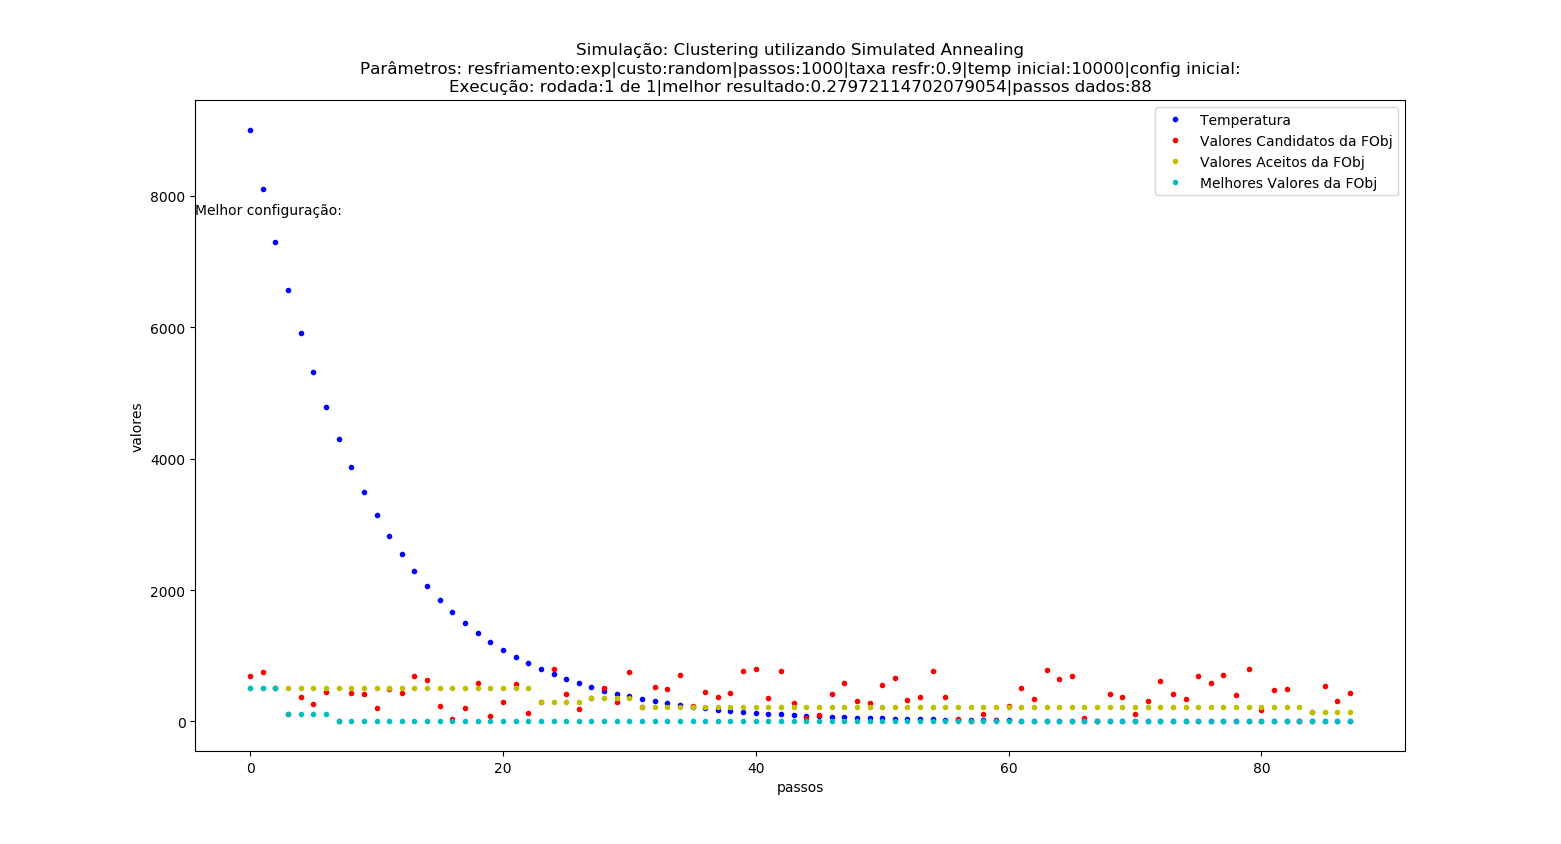 Simulação: Clustering utilizando Simulated Annealing
Parâmetros: resfriamento:exp|custo:random|passos:1000|taxa resfr:0.9|temp inicial:10000|config inicial:
Execução: rodada:1 de 1|melhor resultado:0.27972114702079054|passos dados:88
Temperatura
Valores Candidatos da FObj
Valores Aceitos da FObj
Melhores Valores da FObj
Melhor configuração:
valores
8000
6000
4000
2000
0
0
20
40
60
80
passos